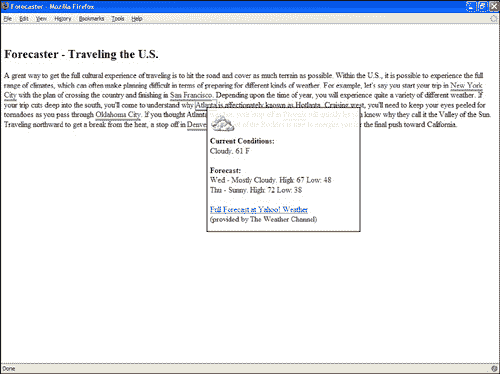 Forecaster - Mozilla Firefox
File Edit View History Bookmarks Tools Help
Forecaster - Traveling the U.S.
A great way to get the full cultural experience of traveling is to hit the road and cover as much terrain as possible. Within the U.S., it is possible to experience the full
range of climates, which can often make planning difficult in terms of preparing for different kinds of weather. For example, let's say you start your trip in New York
City with the plan of crossing the country and finishing in San Francisco. Depending upon the time of year, you will experience quite a variety of different weather. If
your trip cuts deep into the south, you'll come to understand why Atlanta is affectionately known as Hotlanta. Cruising west, you'll need to keep your eyes peeled for
tornadoes as you pass through Oklahoma City. If you thought Atlanta know why they call it the Valley of the Sun.
Traveling northward to get a break from the heat, a stop off in Denver the final push toward California.
Current Conditions:
Cloudy, 61 F
Forecast:
Wed - Mostly Cloudy. High: 67 Low: 48
Thu - Sunny. High: 72 Low: 38
Full Forecast at Yahoo! Weather
(provided by The Weather Channel)
Done